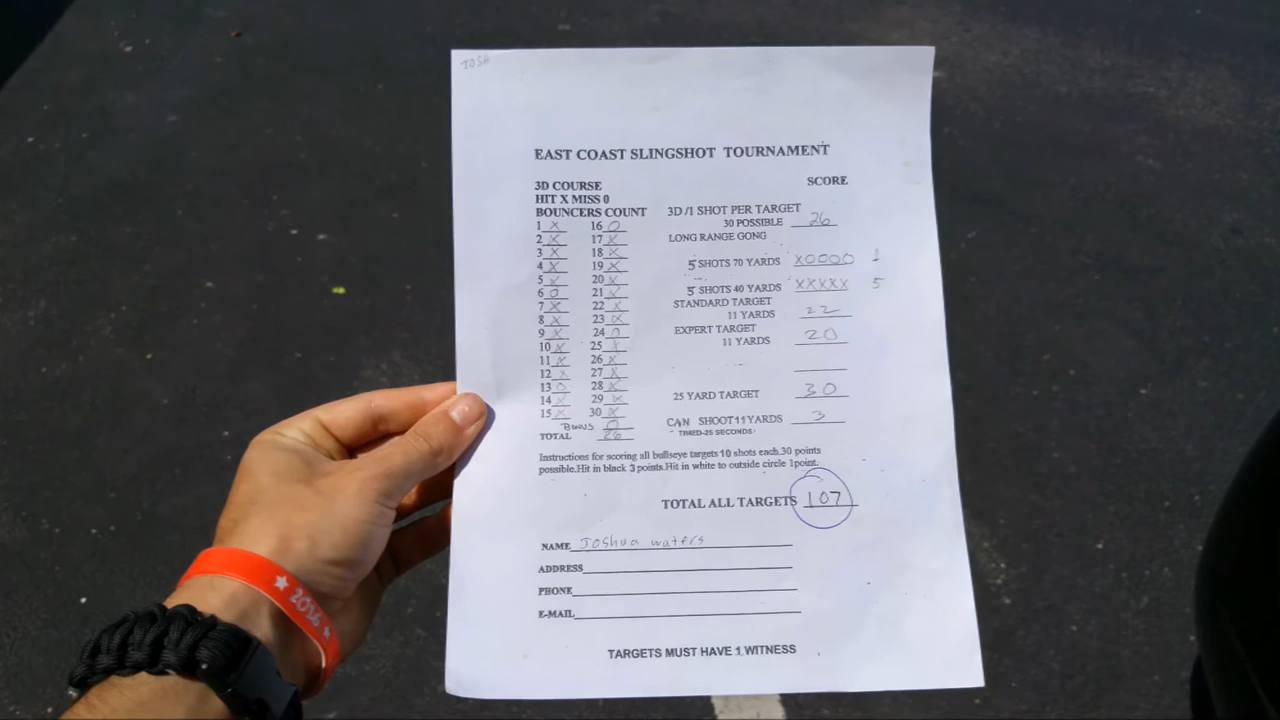 JOSH
EAST COAST SLINGSHOT TOURNAMENT
3D COURSE
HIT X MISS 0
BOUNCERS COUNT
1 X 16 O
2 X 17 X
3 X 18 X
4 X 19 X
5 X 20 X
6 O 21 X
7 X 22 X
8 X 23 X
9 X 24 O
10 X 25 X
11 X 26 X
12 X 27 X
13 O 28 X
14 X 29 X
15 X 30 X
Bonus O
TOTAL 26
SCORE
3D/1 SHOT PER TARGET
30 POSSIBLE 26
LONG RANGE GONG
5 SHOTS 70 YARDS XOOOO 1
5 SHOTS 40 YARDS XXXXX 5
STANDARD TARGET
11 YARDS 22
EXPERT TARGET
11 YARDS 20
25 YARD TARGET 30
CAN SHOOT 11 YARDS 3
TIMED-25 SECONDS
Instructions for scoring all bullseye targets 10 shots each.30 points
possible.Hit in black 3 points.Hit in white to outside circle 1point.
TOTAL ALL TARGETS 107
NAME Joshua waters
ADDRESS
PHONE
E-MAIL
TARGETS MUST HAVE 1 WITNESS
2016